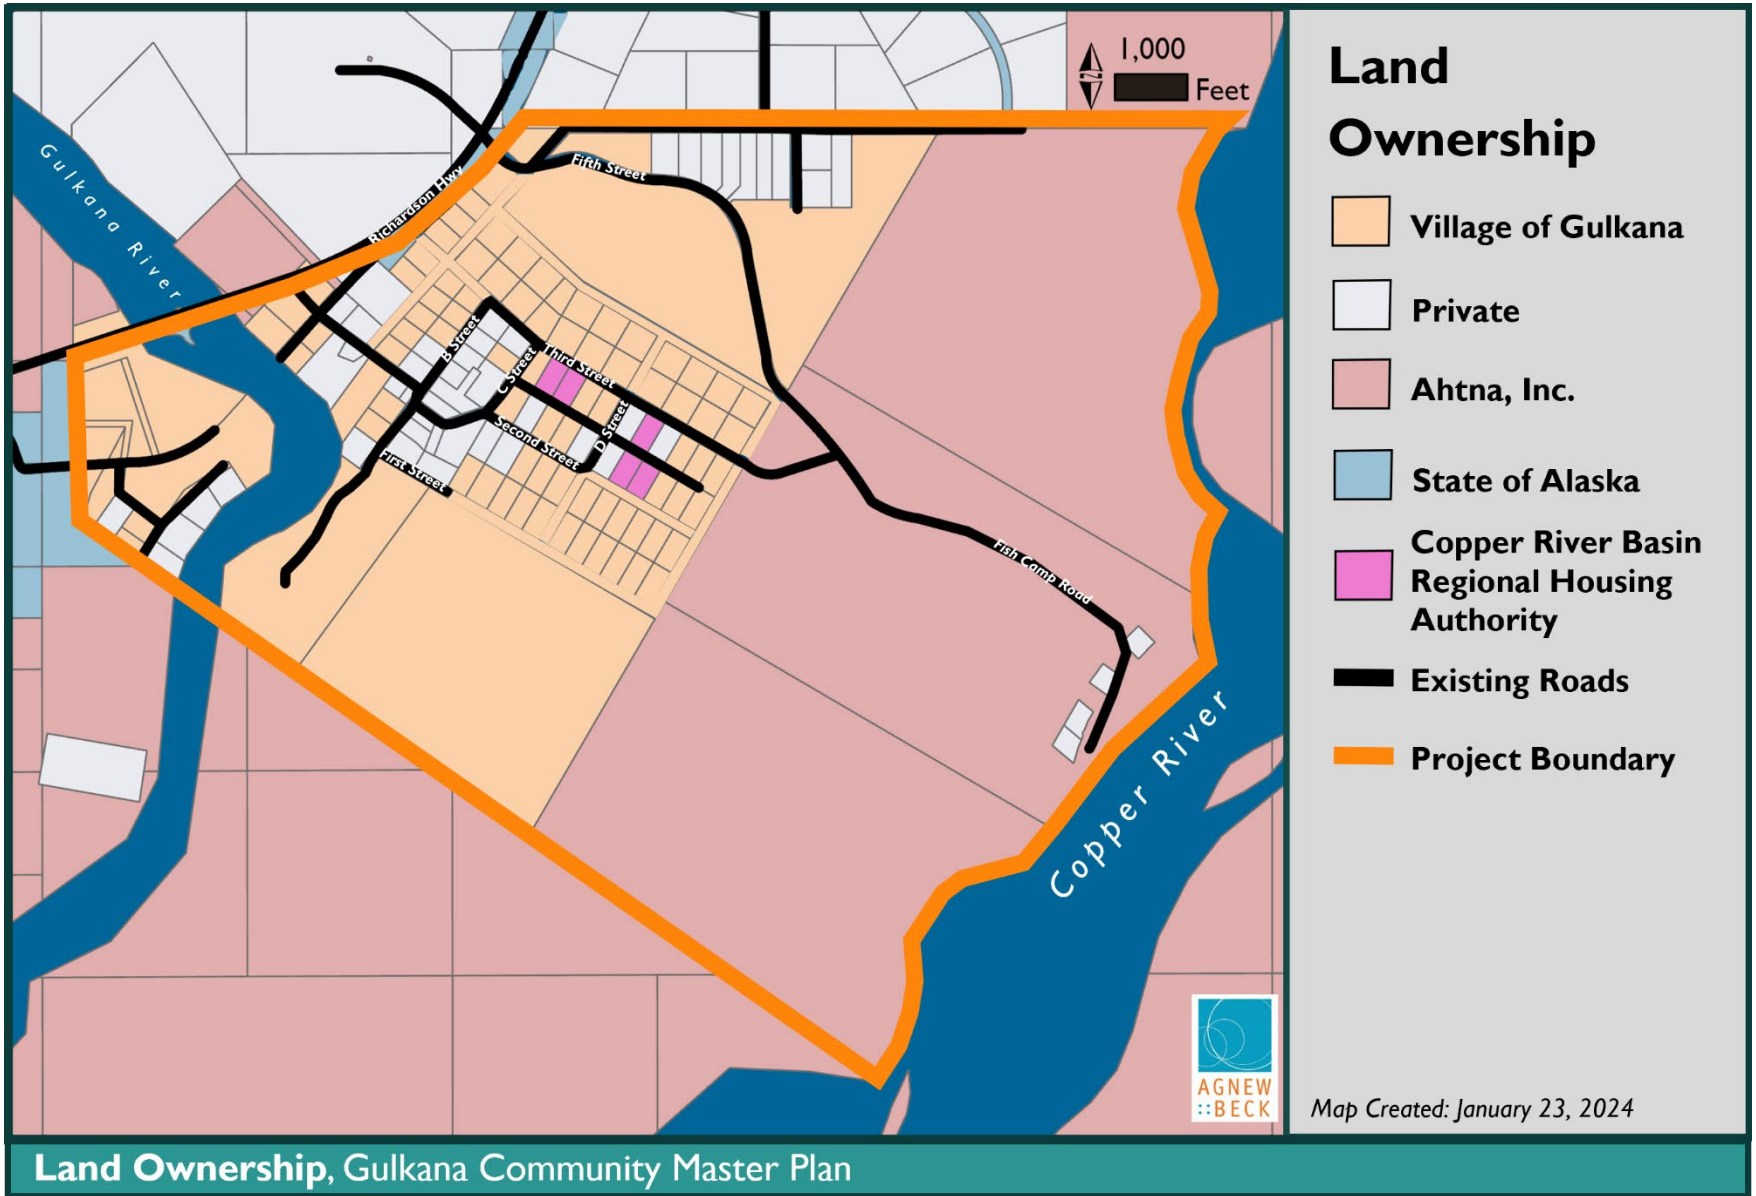 1,000
Feet
Gulkana River
Richardson Hwy
Fifth Street
B Street
C Street
Third Street
D Street
Second Street
First Street
Fish Camp Road
Copper River
AGNEW
::BECK
Land
Ownership
Village of Gulkana
Private
Ahtna, Inc.
State of Alaska
Copper River Basin
Regional Housing
Authority
Existing Roads
Project Boundary
Map Created: January 23, 2024
Land Ownership, Gulkana Community Master Plan